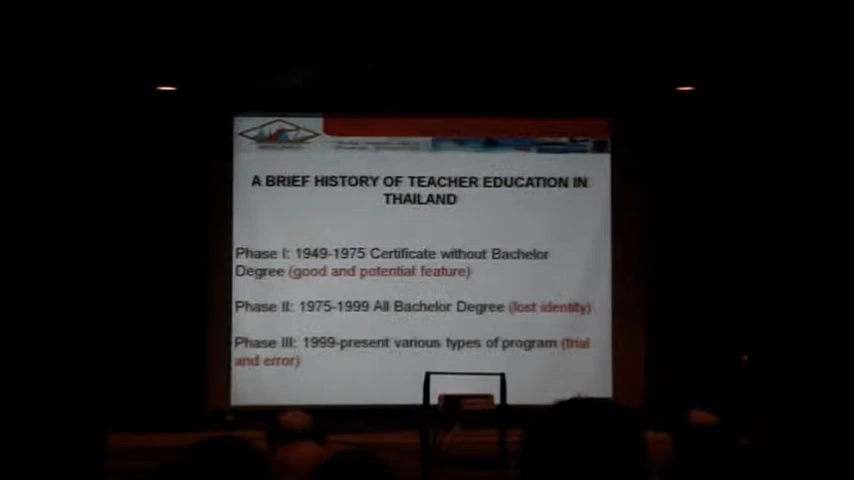 A BRIEF HISTORY OF TEACHER EDUCATION IN
THAILAND
Phase I: 1949-1975 Certificate without Bachelor
Degree (good and potential feature)
Phase II: 1975-1999 All Bachelor Degree (lost identity)
Phase III: 1999-present various types of program (trial
and error)